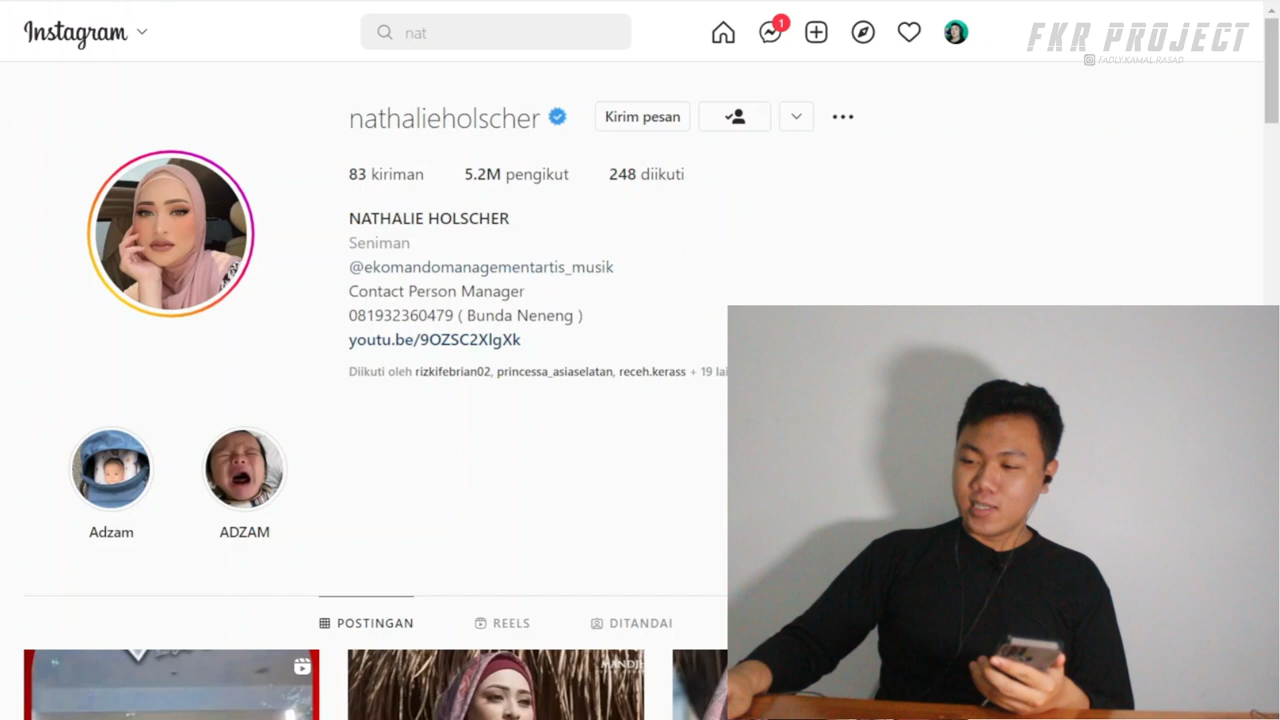 Instagram
nat
1
FKR PROJECT
FADLY.KAMAL.RASAD
nathalieholscher
Kirim pesan
83 kiriman
5.2M pengikut
248 diikuti
NATHALIE HOLSCHER
Seniman
@ekomandomanagementartis_musik
Contact Person Manager
081932360479 ( Bunda Neneng )
youtu.be/9OZSC2XlgXk
Diikuti oleh rizkifebrian02, princessa_asiaselatan, receh.kerass + 19 lai
Adzam
ADZAM
POSTINGAN
REELS
DITANDAI